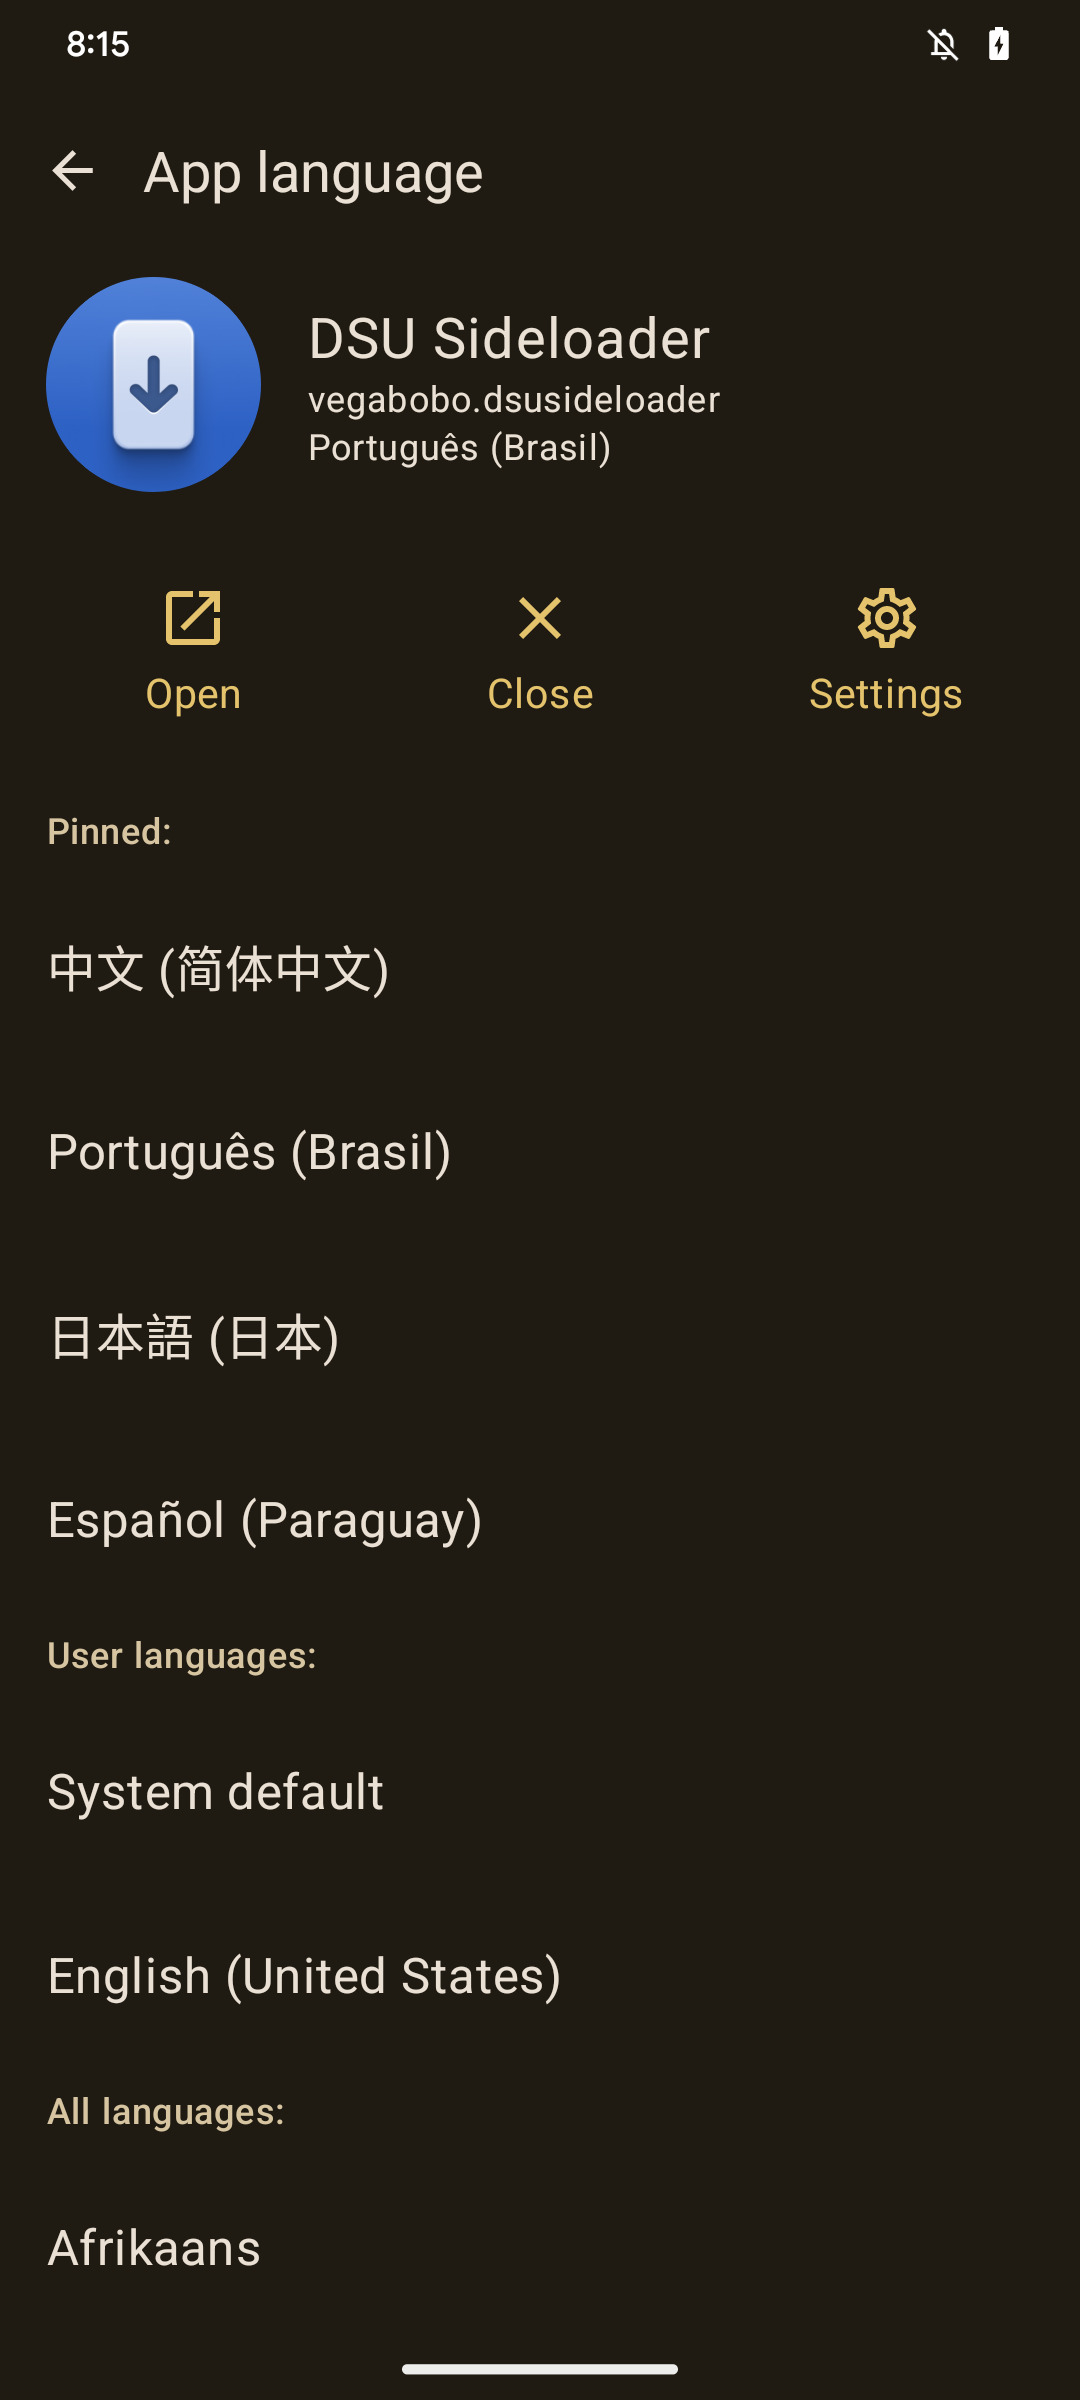 8:15
App language
DSU Sideloader
vegabobo.dsusideloader
Português (Brasil)
Open
Close
Settings
Pinned:
中文 (简体中文)
Português (Brasil)
日本語 (日本)
Español (Paraguay)
User languages:
System default
English (United States)
All languages:
Afrikaans